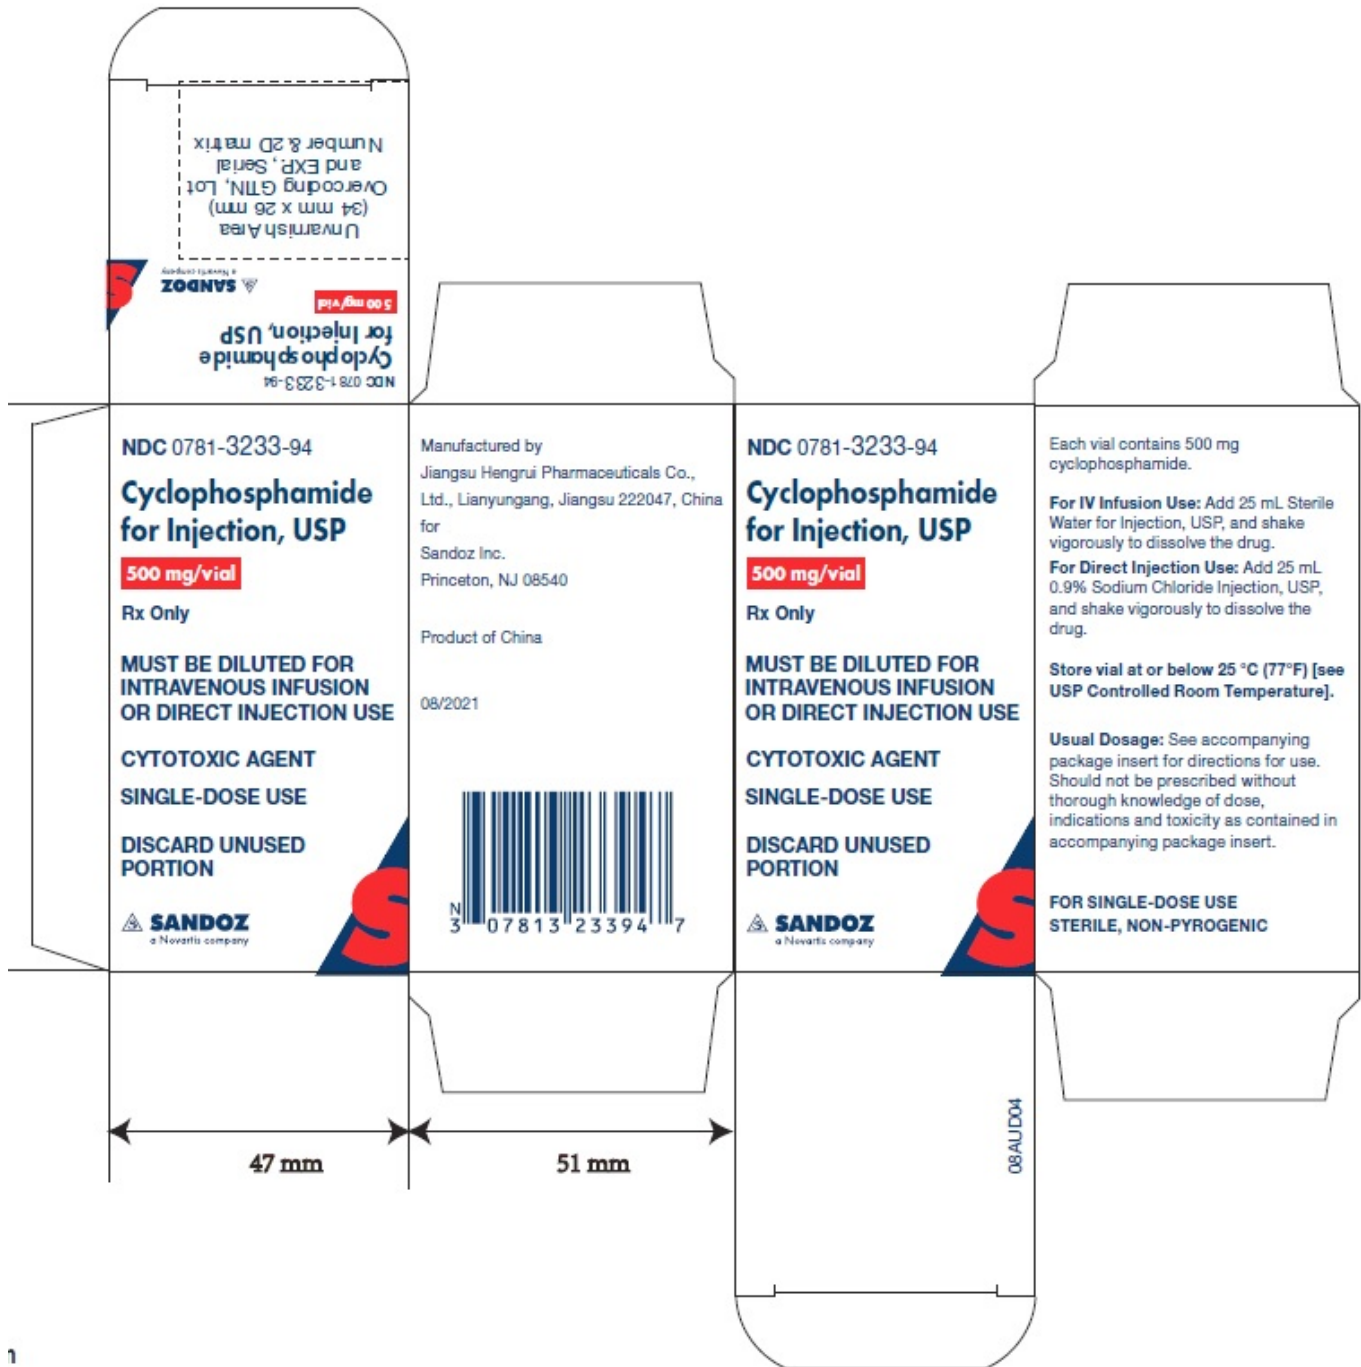 Unvarnish Area
(34 mm x 26 mm)
Overcoding GTIN, Lot
and EXP., Serial
Number & 2D matrix
NDC 0781-3233-94
Cyclophosphamide
for Injection, USP
500 mg/vial
SANDOZ
a Novartis company
S
NDC 0781-3233-94
Cyclophosphamide
for Injection, USP
500 mg/vial
Rx Only
MUST BE DILUTED FOR
INTRAVENOUS INFUSION
OR DIRECT INJECTION USE
CYTOTOXIC AGENT
SINGLE-DOSE USE
DISCARD UNUSED
PORTION
S SANDOZ
a Novartis company
S
Manufactured by
Jiangsu Hengrui Pharmaceuticals Co.,
Ltd., Lianyungang, Jiangsu 222047, China
for
Sandoz Inc.
Princeton, NJ 08540
Product of China
08/2021
N
3 07813 23394 7
NDC 0781-3233-94
Cyclophosphamide
for Injection, USP
500 mg/vial
Rx Only
MUST BE DILUTED FOR
INTRAVENOUS INFUSION
OR DIRECT INJECTION USE
CYTOTOXIC AGENT
SINGLE-DOSE USE
DISCARD UNUSED
PORTION
S SANDOZ
a Novartis company
S
Each vial contains 500 mg
cyclophosphamide.
For IV Infusion Use: Add 25 mL Sterile
Water for Injection, USP, and shake
vigorously to dissolve the drug.
For Direct Injection Use: Add 25 mL
0.9% Sodium Chloride Injection, USP,
and shake vigorously to dissolve the
drug.
Store vial at or below 25 °C (77°F) [see
USP Controlled Room Temperature].
Usual Dosage: See accompanying
package insert for directions for use.
Should not be prescribed without
thorough knowledge of dose,
indications and toxicity as contained in
accompanying package insert.
FOR SINGLE-DOSE USE
STERILE, NON-PYROGENIC
08AUD04
47 mm
51 mm